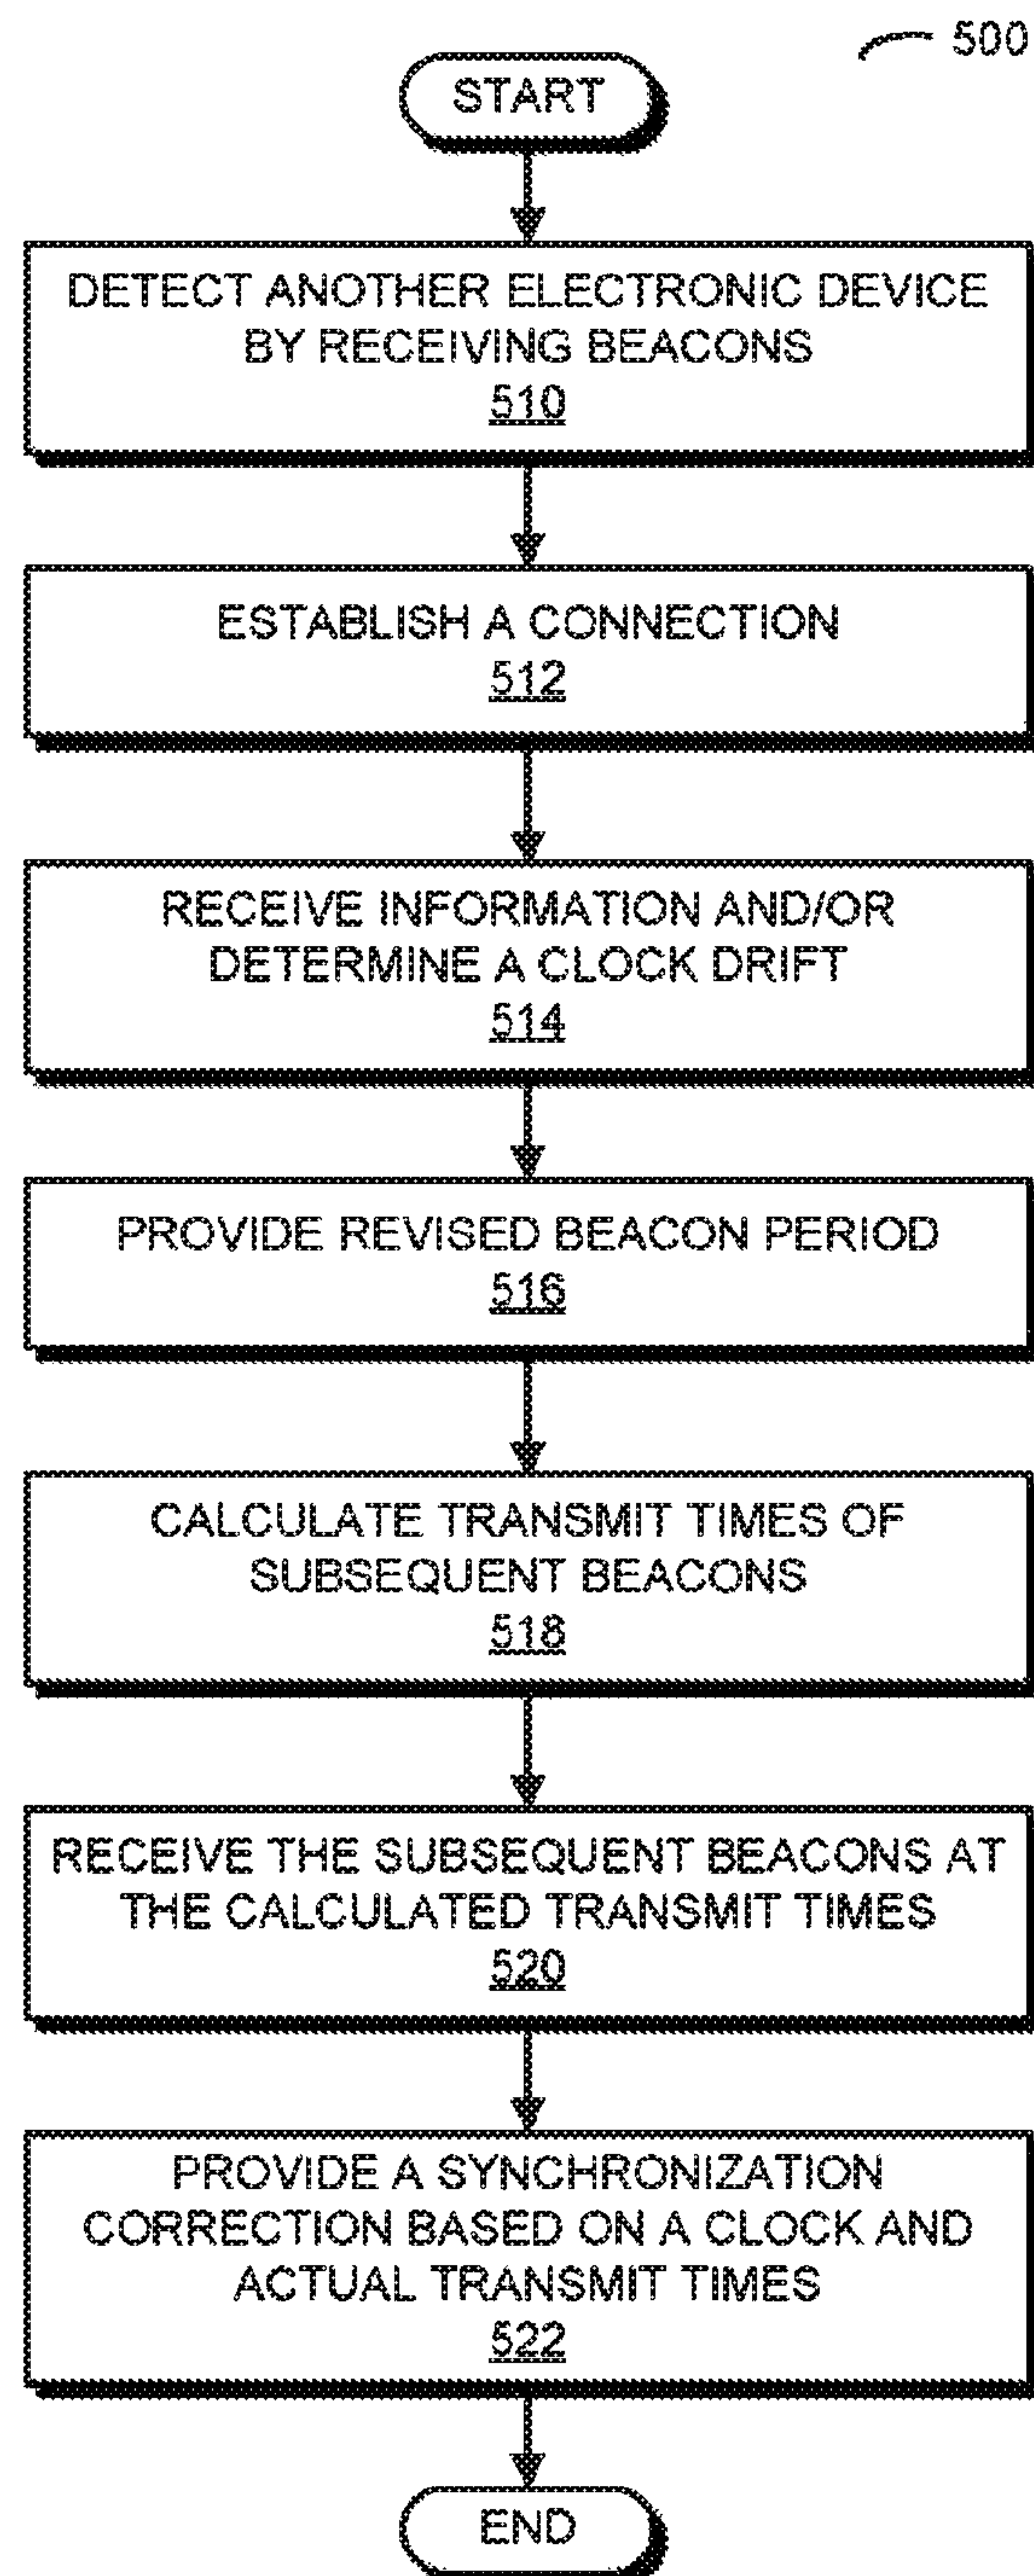 500
START
DETECT ANOTHER ELECTRONIC DEVICE
BY RECEIVING BEACONS
510
ESTABLISH A CONNECTION
512
RECEIVE INFORMATION AND/OR
DETERMINE A CLOCK DRIFT
514
PROVIDE REVISED BEACON PERIOD
516
CALCULATE TRANSMIT TIMES OF
SUBSEQUENT BEACONS
518
RECEIVE THE SUBSEQUENT BEACONS AT
THE CALCULATED TRANSMIT TIMES
520
PROVIDE A SYNCHRONIZATION
CORRECTION BASED ON A CLOCK AND
ACTUAL TRANSMIT TIMES
522
END